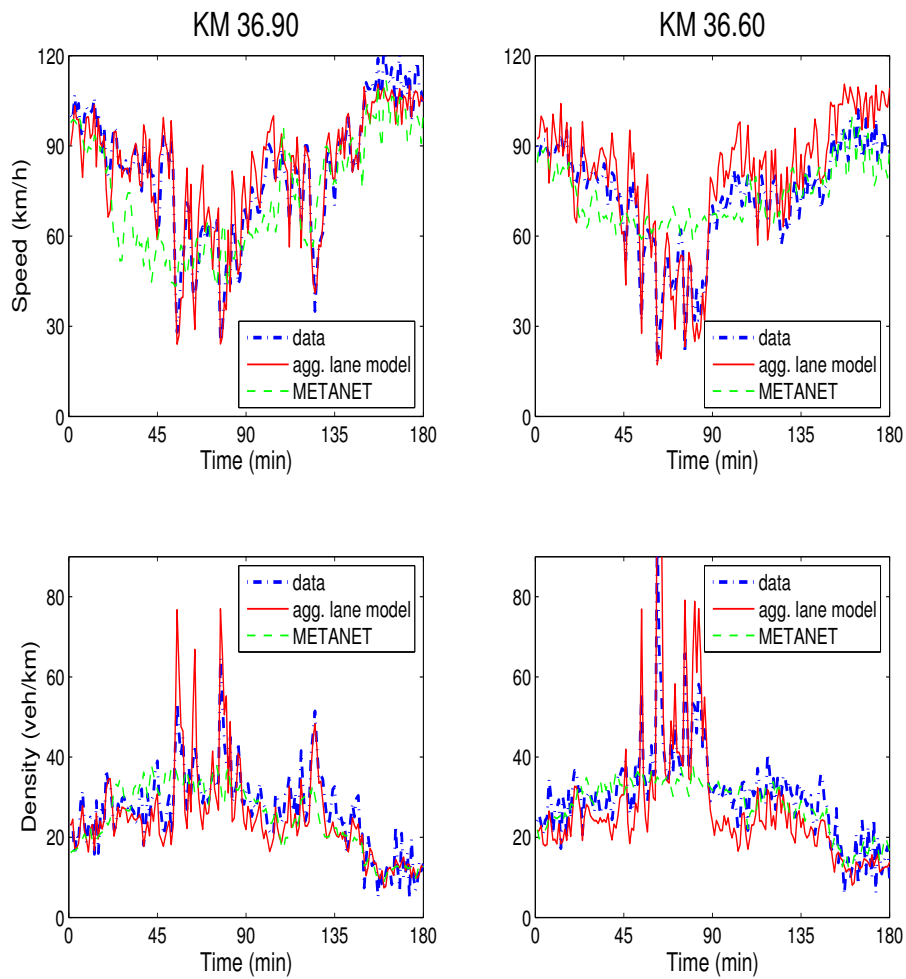 KM 36.90
KM 36.60
120
90
60
30
0
Speed (km/h)
data
agg. lane model
METANET
0 45 90 135 180
Time (min)
120
90
60
30
0
data
agg. lane model
METANET
0 45 90 135 180
Time (min)
80
60
40
20
0
Density (veh/km)
data
agg. lane model
METANET
0 45 90 135 180
Time (min)
80
60
40
20
0
data
agg. lane model
METANET
0 45 90 135 180
Time (min)